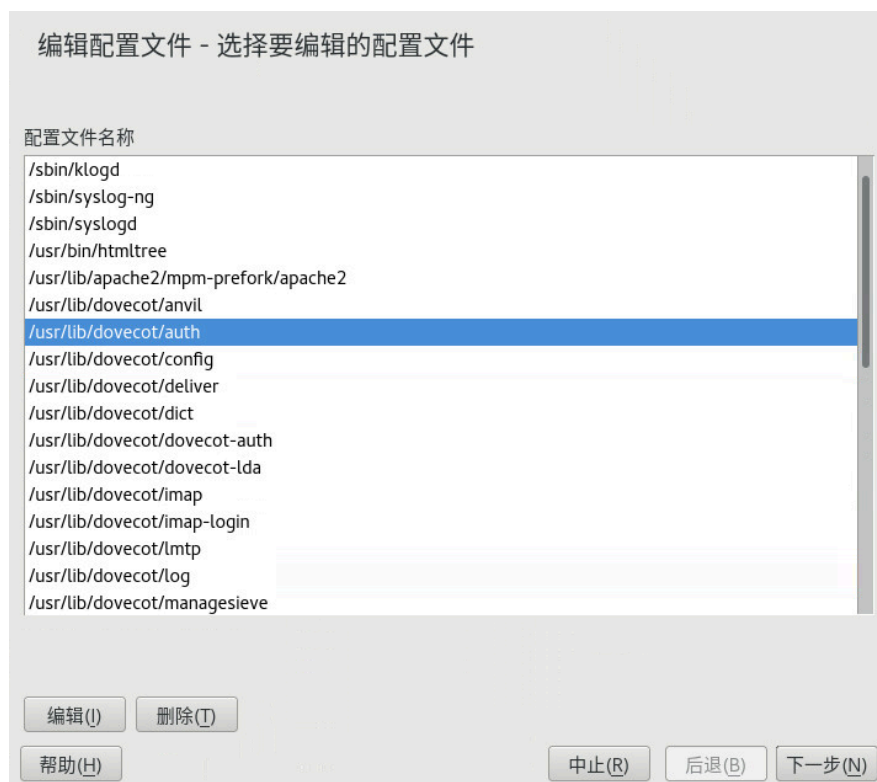 编辑配置文件 - 选择要编辑的配置文件
配置文件名称
/sbin/klogd
/sbin/syslog-ng
/sbin/syslogd
/usr/bin/htmltree
/usr/lib/apache2/mpm-prefork/apache2
/usr/lib/dovecot/anvil
/usr/lib/dovecot/auth
/usr/lib/dovecot/config
/usr/lib/dovecot/deliver
/usr/lib/dovecot/dict
/usr/lib/dovecot/dovecot-auth
/usr/lib/dovecot/dovecot-lda
/usr/lib/dovecot/imap
/usr/lib/dovecot/imap-login
/usr/lib/dovecot/lmtp
/usr/lib/dovecot/log
/usr/lib/dovecot/managesieve
编辑(I) 删除(T)
帮助(H) 中止(R) 后退(B) 下一步(N)